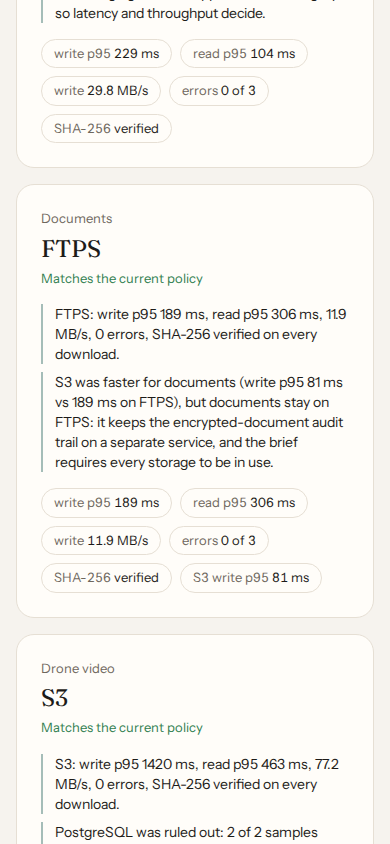 so latency and throughput decide.
write p95 229 ms read p95 104 ms
write 29.8 MB/s errors 0 of 3
SHA-256 verified
Documents
FTPS
Matches the current policy
FTPS: write p95 189 ms, read p95 306 ms, 11.9
MB/s, 0 errors, SHA-256 verified on every
download.
S3 was faster for documents (write p95 81 ms
vs 189 ms on FTPS), but documents stay on
FTPS: it keeps the encrypted-document audit
trail on a separate service, and the brief
requires every storage to be in use.
write p95 189 ms read p95 306 ms
write 11.9 MB/s errors 0 of 3
SHA-256 verified S3 write p95 81 ms
Drone video
S3
Matches the current policy
S3: write p95 1420 ms, read p95 463 ms, 77.2
MB/s, 0 errors, SHA-256 verified on every
download.
PostgreSQL was ruled out: 2 of 2 samples